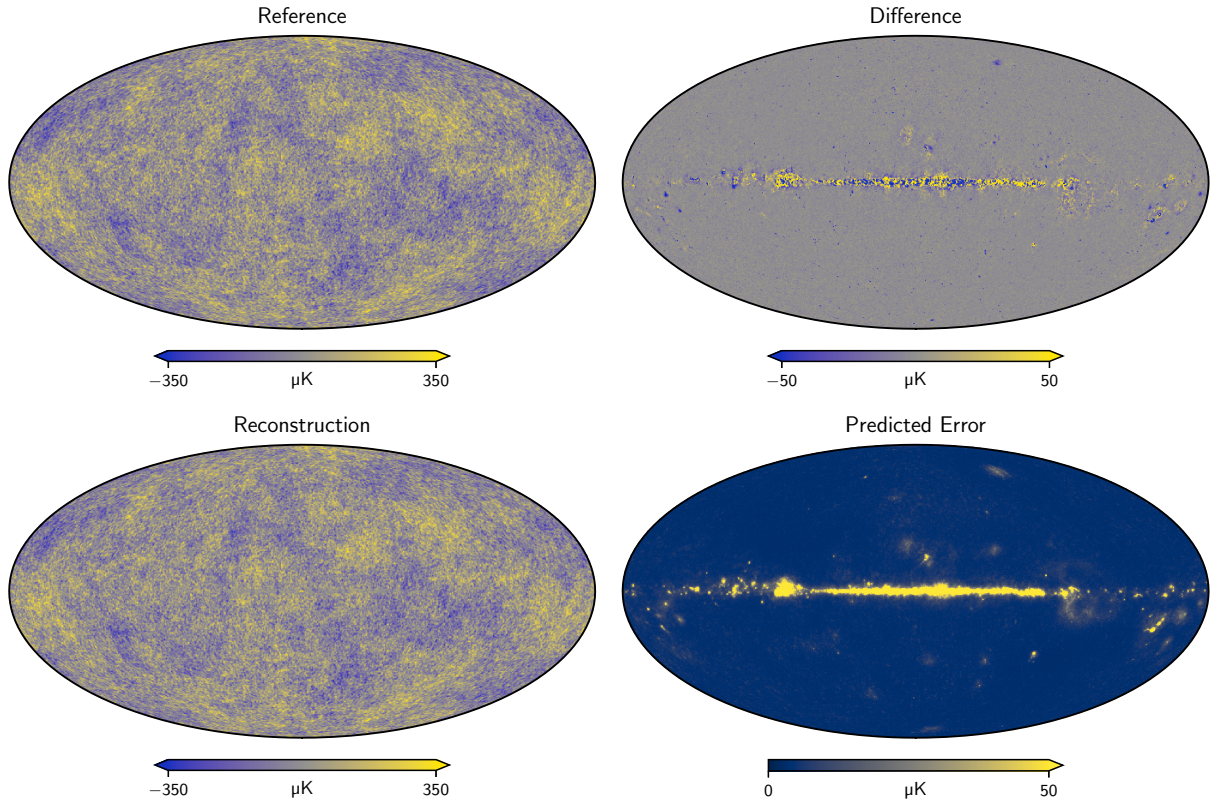 Reference
Difference
−350
µK
350
−50
µK
50
Reconstruction
Predicted Error
−350
µK
350
0
µK
50